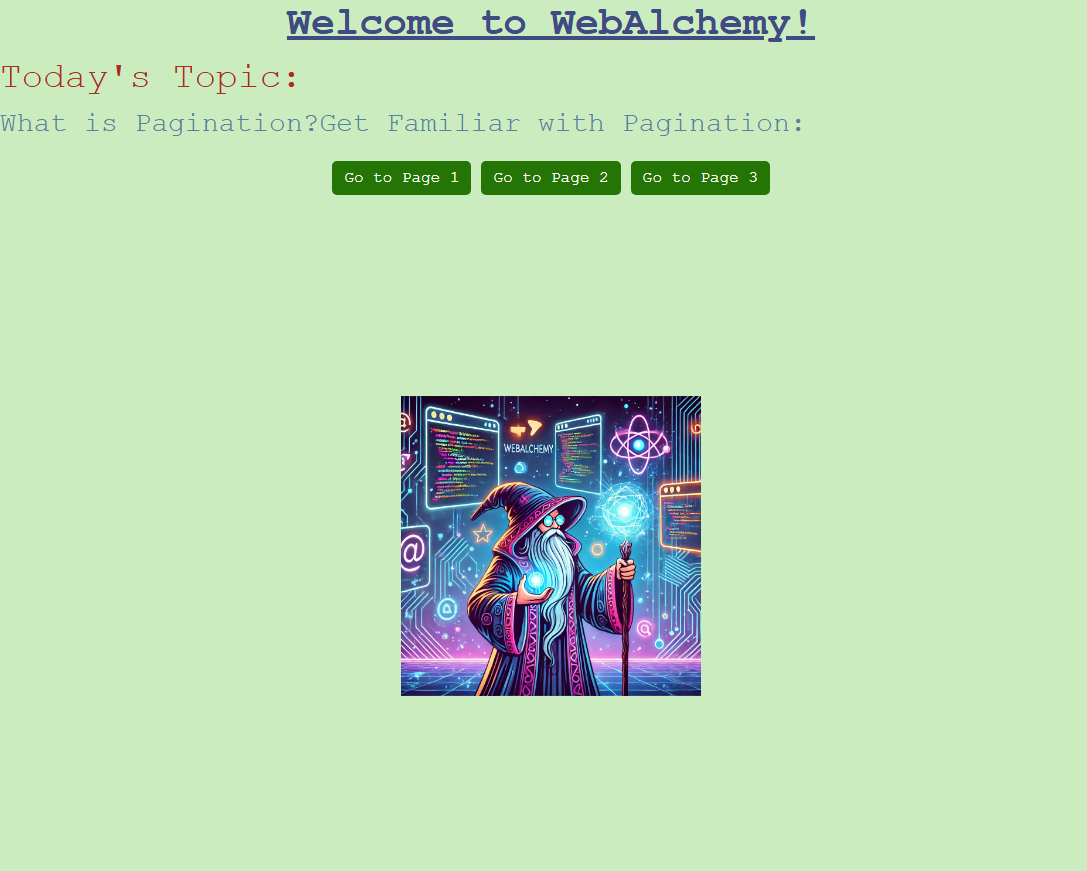 Welcome to WebAlchemy!
Today's Topic:
What is Pagination?Get Familiar with Pagination:
Go to Page 1 Go to Page 2 Go to Page 3
WEBALCHEMY
@
@